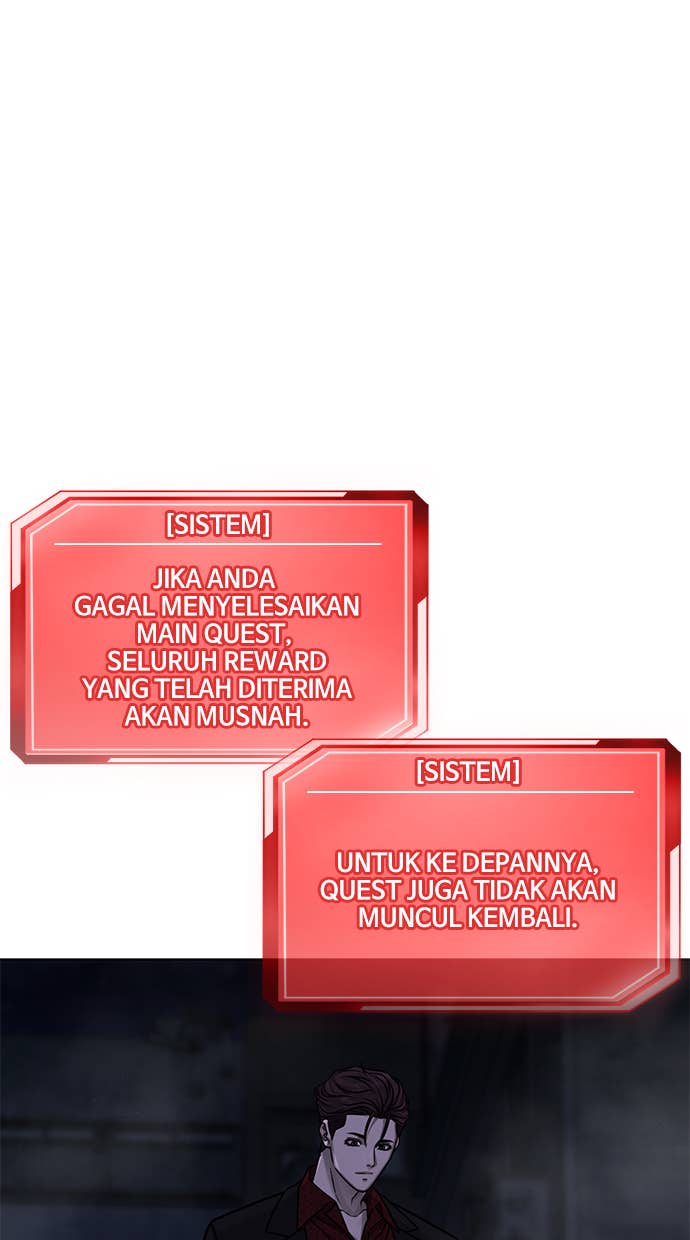 [SISTEM]
JIKA ANDA
GAGAL MENYELESAIKAN
MAIN QUEST,
SELURUH REWARD
YANG TELAH DITERIMA
AKAN MUSNAH.
[SISTEM]
UNTUK KE DEPANNYA,
QUEST JUGA TIDAK AKAN
MUNCUL KEMBALI.